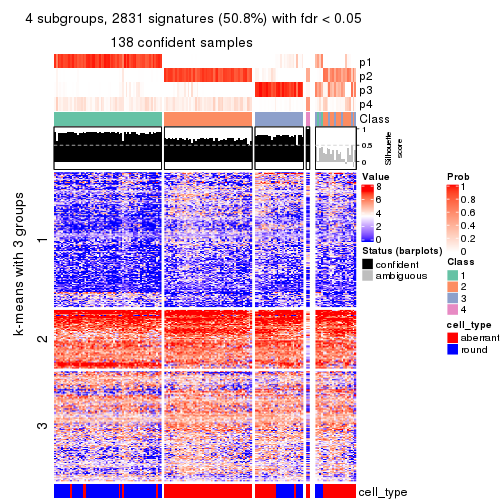 4 subgroups, 2831 signatures (50.8%) with fdr < 0.05
138 confident samples
p1
p2
p3
p4
Class
1
0.5
0
Silhouette
score
k-means with 3 groups
1
2
3
cell_type
Value
8
6
4
2
0
Status (barplots)
confident
ambiguous
Prob
1
0.8
0.6
0.4
0.2
0
Class
1
2
3
4
cell_type
aberrant
round